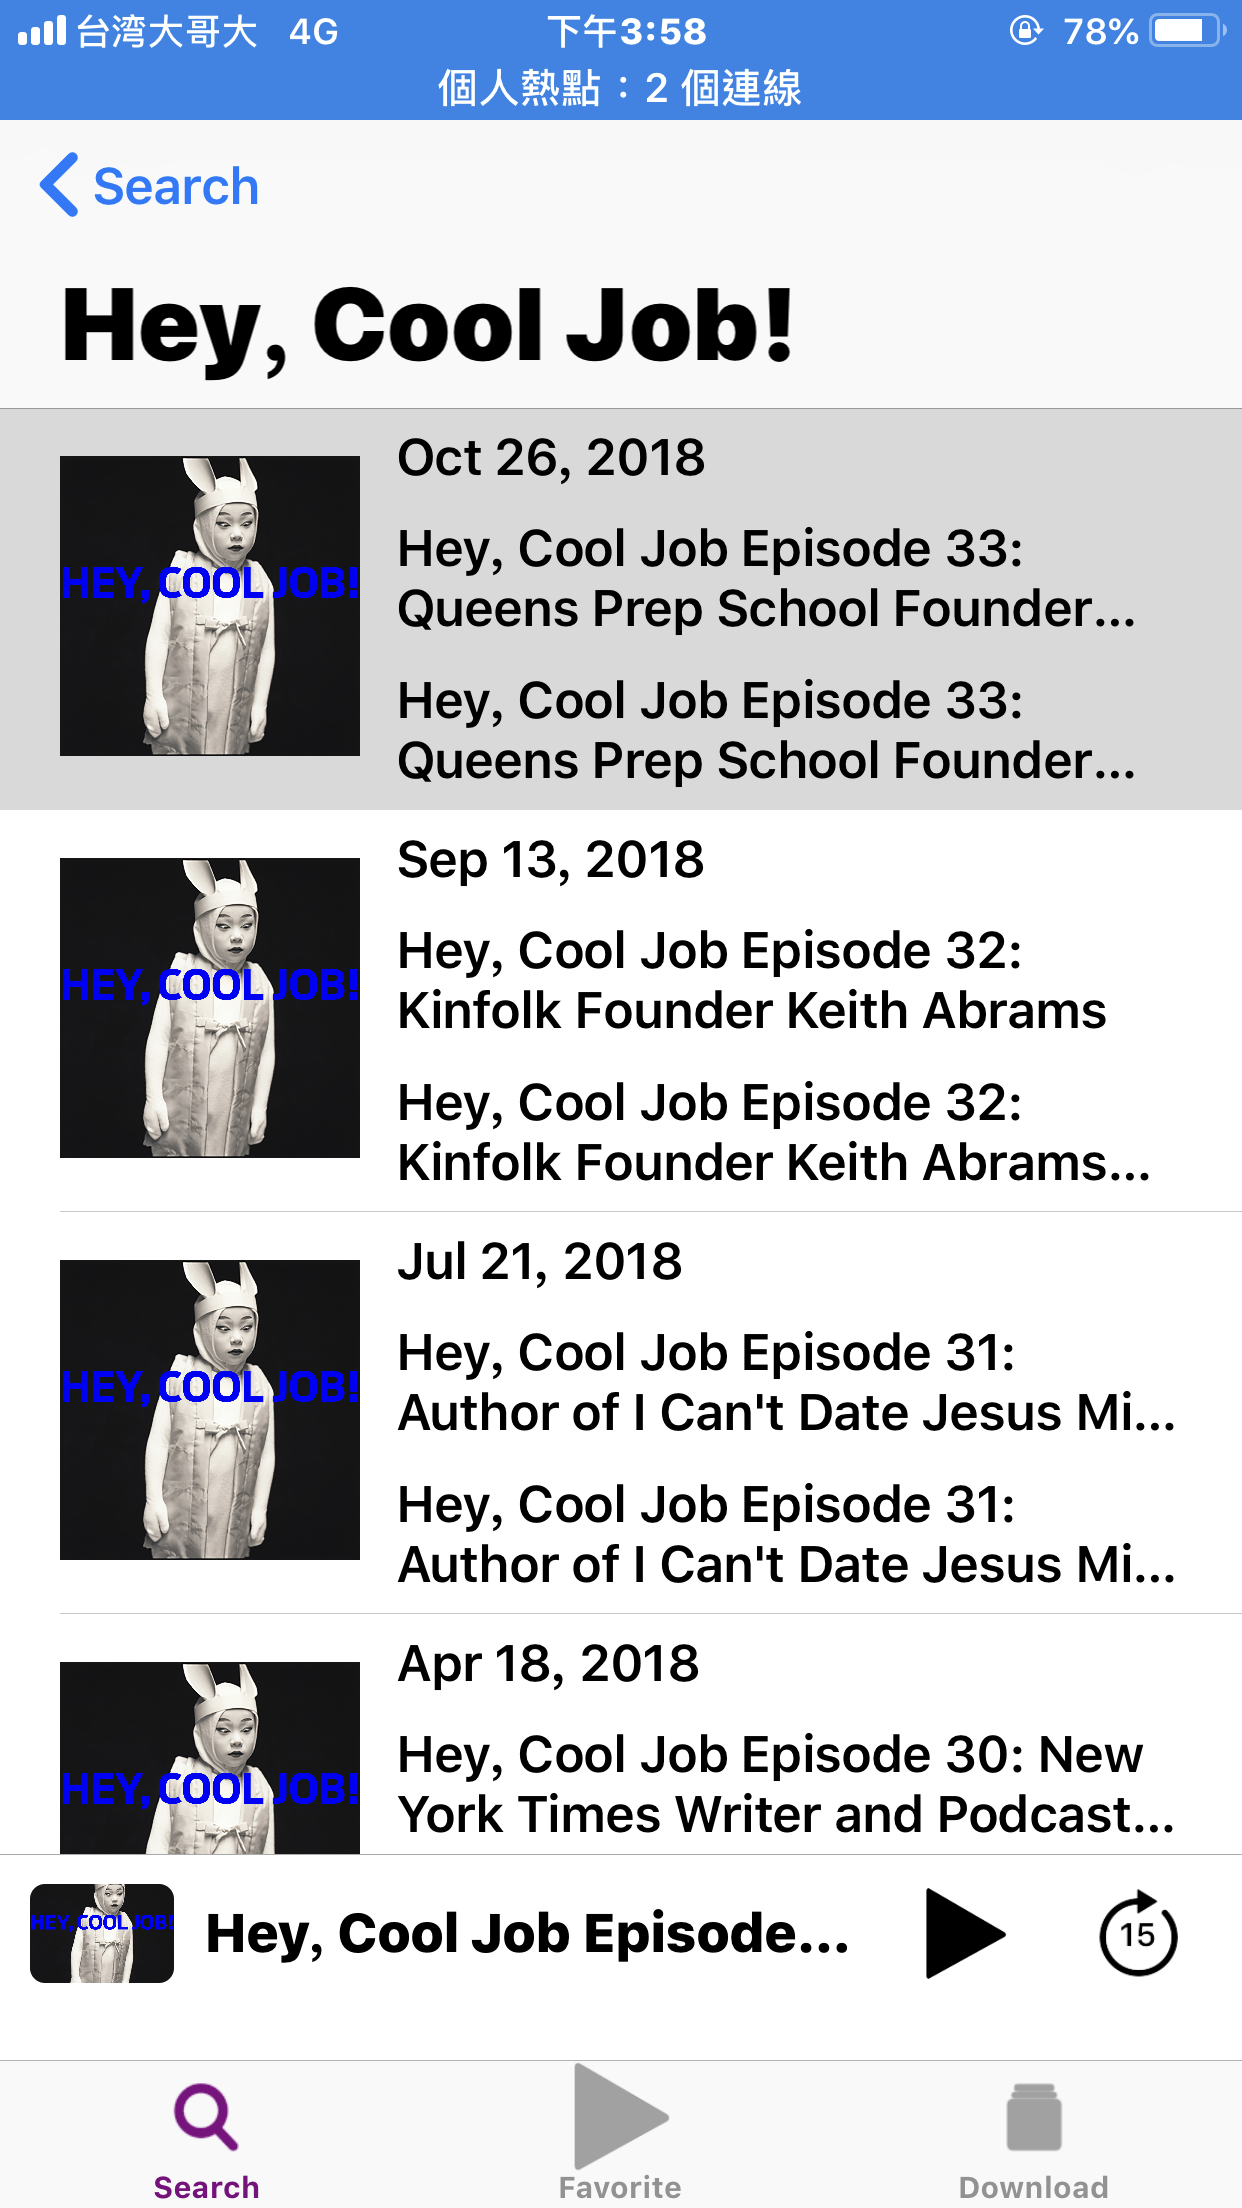 台湾大哥大 4G 下午3:58 78%
個人熱點：2 個連線
Search
Hey, Cool Job!
HEY, COOL JOB!
Oct 26, 2018
Hey, Cool Job Episode 33:
Queens Prep School Founder...
Hey, Cool Job Episode 33:
Queens Prep School Founder...
HEY, COOL JOB!
Sep 13, 2018
Hey, Cool Job Episode 32:
Kinfolk Founder Keith Abrams
Hey, Cool Job Episode 32:
Kinfolk Founder Keith Abrams...
HEY, COOL JOB!
Jul 21, 2018
Hey, Cool Job Episode 31:
Author of I Can't Date Jesus Mi...
Hey, Cool Job Episode 31:
Author of I Can't Date Jesus Mi...
HEY, COOL JOB!
Apr 18, 2018
Hey, Cool Job Episode 30: New
York Times Writer and Podcast...
HEY, COOL JOB!
Hey, Cool Job Episode...
15
Search
Favorite
Download